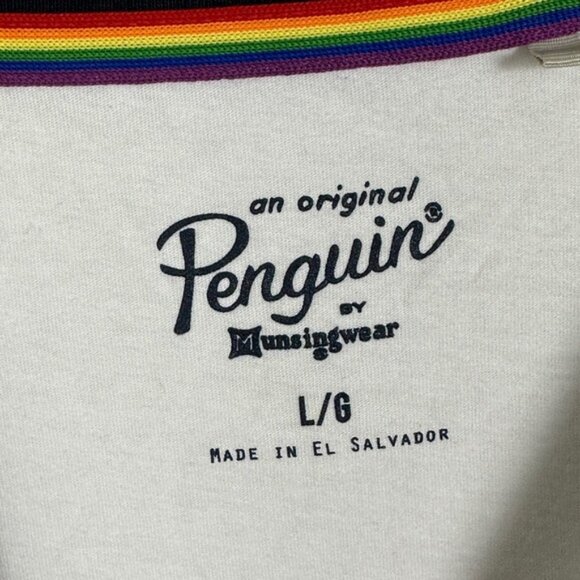 an original
Penguin®
BY
Munsingwear®
L/G
MADE IN EL SALVADOR